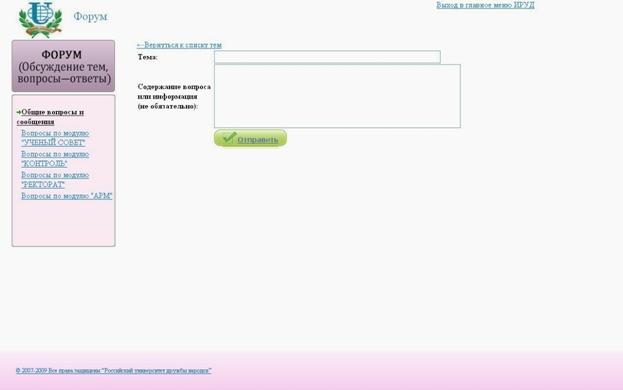 Форум
Выход в главное меню ИРУД
ФОРУМ
(Обсуждение тем,
вопросы—ответы)
←Вернуться к списку тем
Тема:
Содержание вопроса
или информация
(не обязательно):
Отправить
Общие вопросы и
сообщения
Вопросы по модулю
"УЧЕНЫЙ СОВЕТ"
Вопросы по модулю
"КОНТРОЛЬ"
Вопросы по модулю
"РЕКТОРАТ"
Вопросы по модулю "АРМ"
© 2007-2009 Все права защищены "Российский университет дружбы народов"